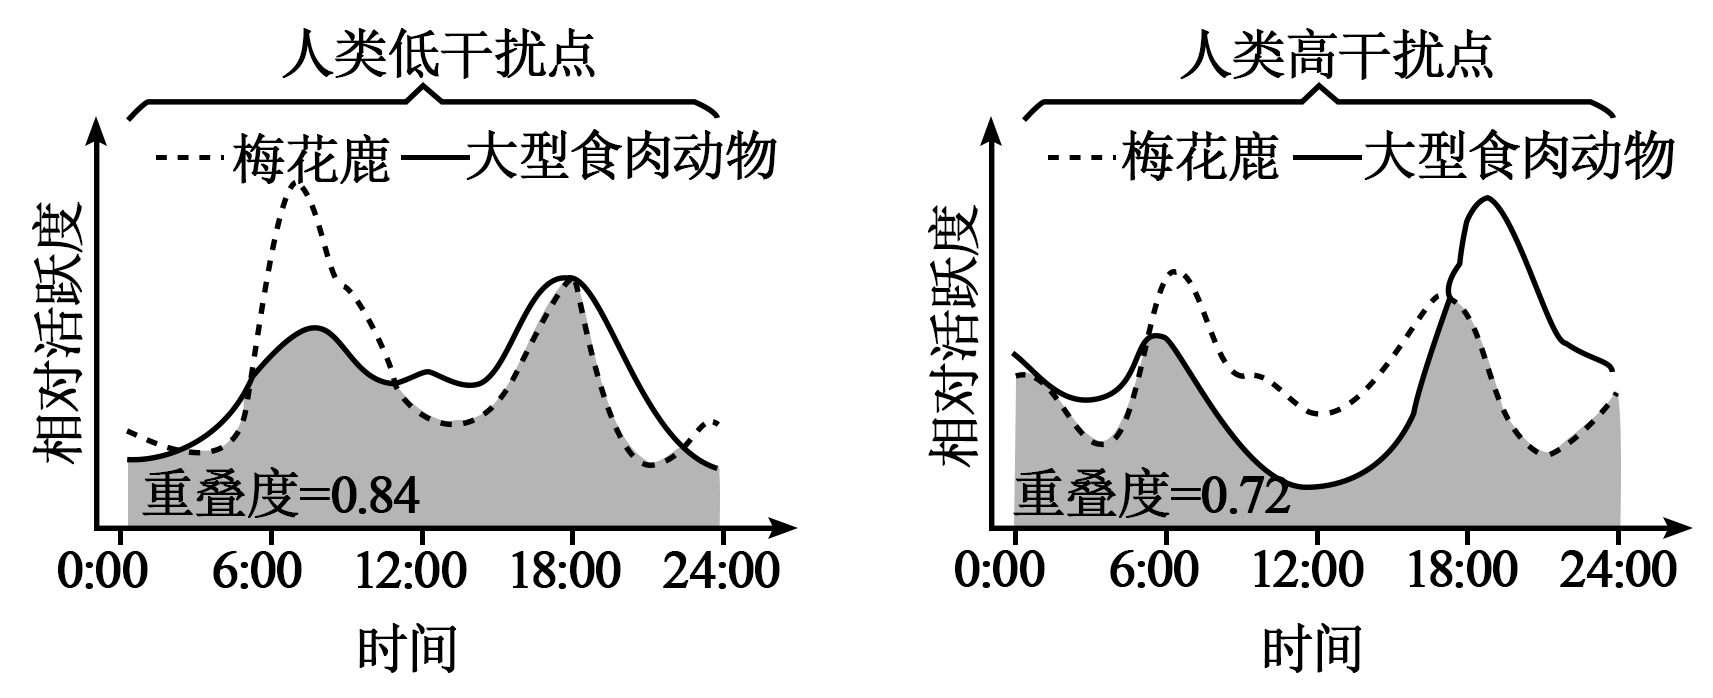 人类低干扰点
梅花鹿 大型食肉动物
相对活跃度
重叠度=0.84
0:00 6:00 12:00 18:00 24:00
时间
人类高干扰点
梅花鹿 大型食肉动物
相对活跃度
重叠度=0.72
0:00 6:00 12:00 18:00 24:00
时间